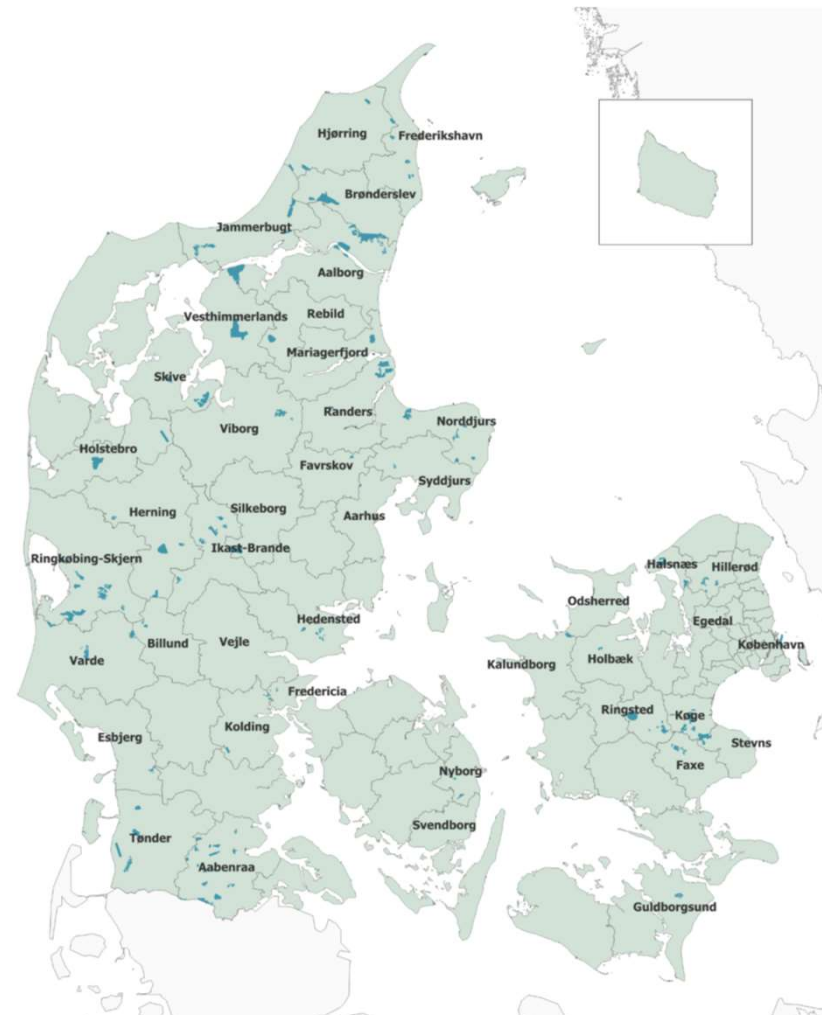 Hjørring
Frederikshavn
Brønderslev
Jammerbugt
Aalborg
Vesthimmerlands
Rebild
Mariagerfjord
Skive
Randers
Norddjurs
Viborg
Holstebro
Favrskov
Syddjurs
Silkeborg
Herning
Aarhus
Ikast-Brande
Ringkøbing-Skjern
Halsnæs
Hillerød
Odsherred
Egedal
Hedensted
København
Billund
Vejle
Varde
Holbæk
Kalundborg
Fredericia
Ringsted
Køge
Kolding
Esbjerg
Stevns
Faxe
Nyborg
Svendborg
Tønder
Aabenraa
Guldborgsund